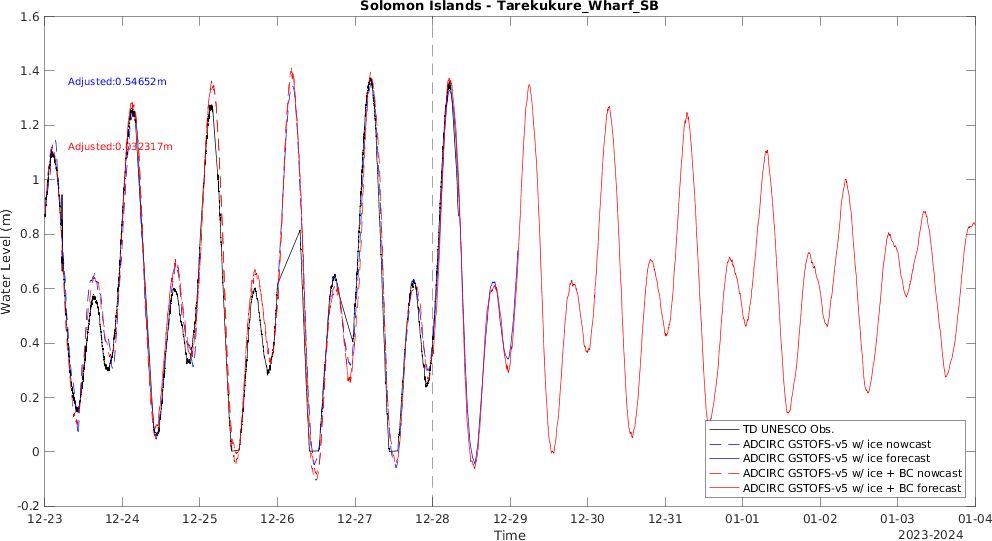 Solomon Islands - Tarekukure_Wharf_SB
1.6
1.4
1.2
1
0.8
0.6
0.4
0.2
0
-0.2
Water Level (m)
Adjusted:0.54652m
Adjusted:0.032317m
TD UNESCO Obs.
ADCIRC GSTOFS-v5 w/ ice nowcast
ADCIRC GSTOFS-v5 w/ ice forecast
ADCIRC GSTOFS-v5 w/ ice + BC nowcast
ADCIRC GSTOFS-v5 w/ ice + BC forecast
12-23 12-24 12-25 12-26 12-27 12-28 12-29 12-30 12-31 01-01 01-02 01-03 01-04
Time
2023-2024